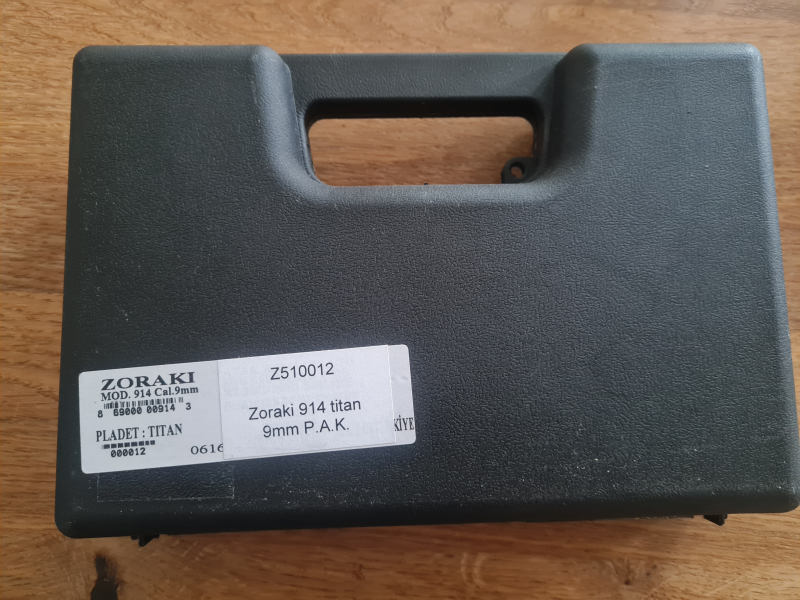 ZORAKI
MOD. 914 Cal.9mm
8 69000 00914 3
PLADET : TITAN
000012
0616
Z510012
Zoraki 914 titan
9mm P.A.K.
KİYE